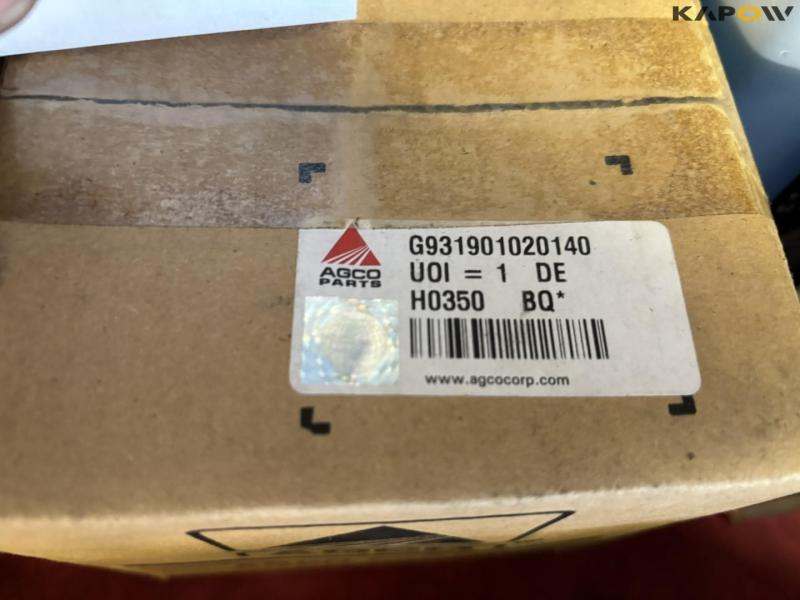 KAPOW
G931901020140
UOI = 1 DE
AGCO
PARTS
H0350 BQ*
www.agcocorp.com